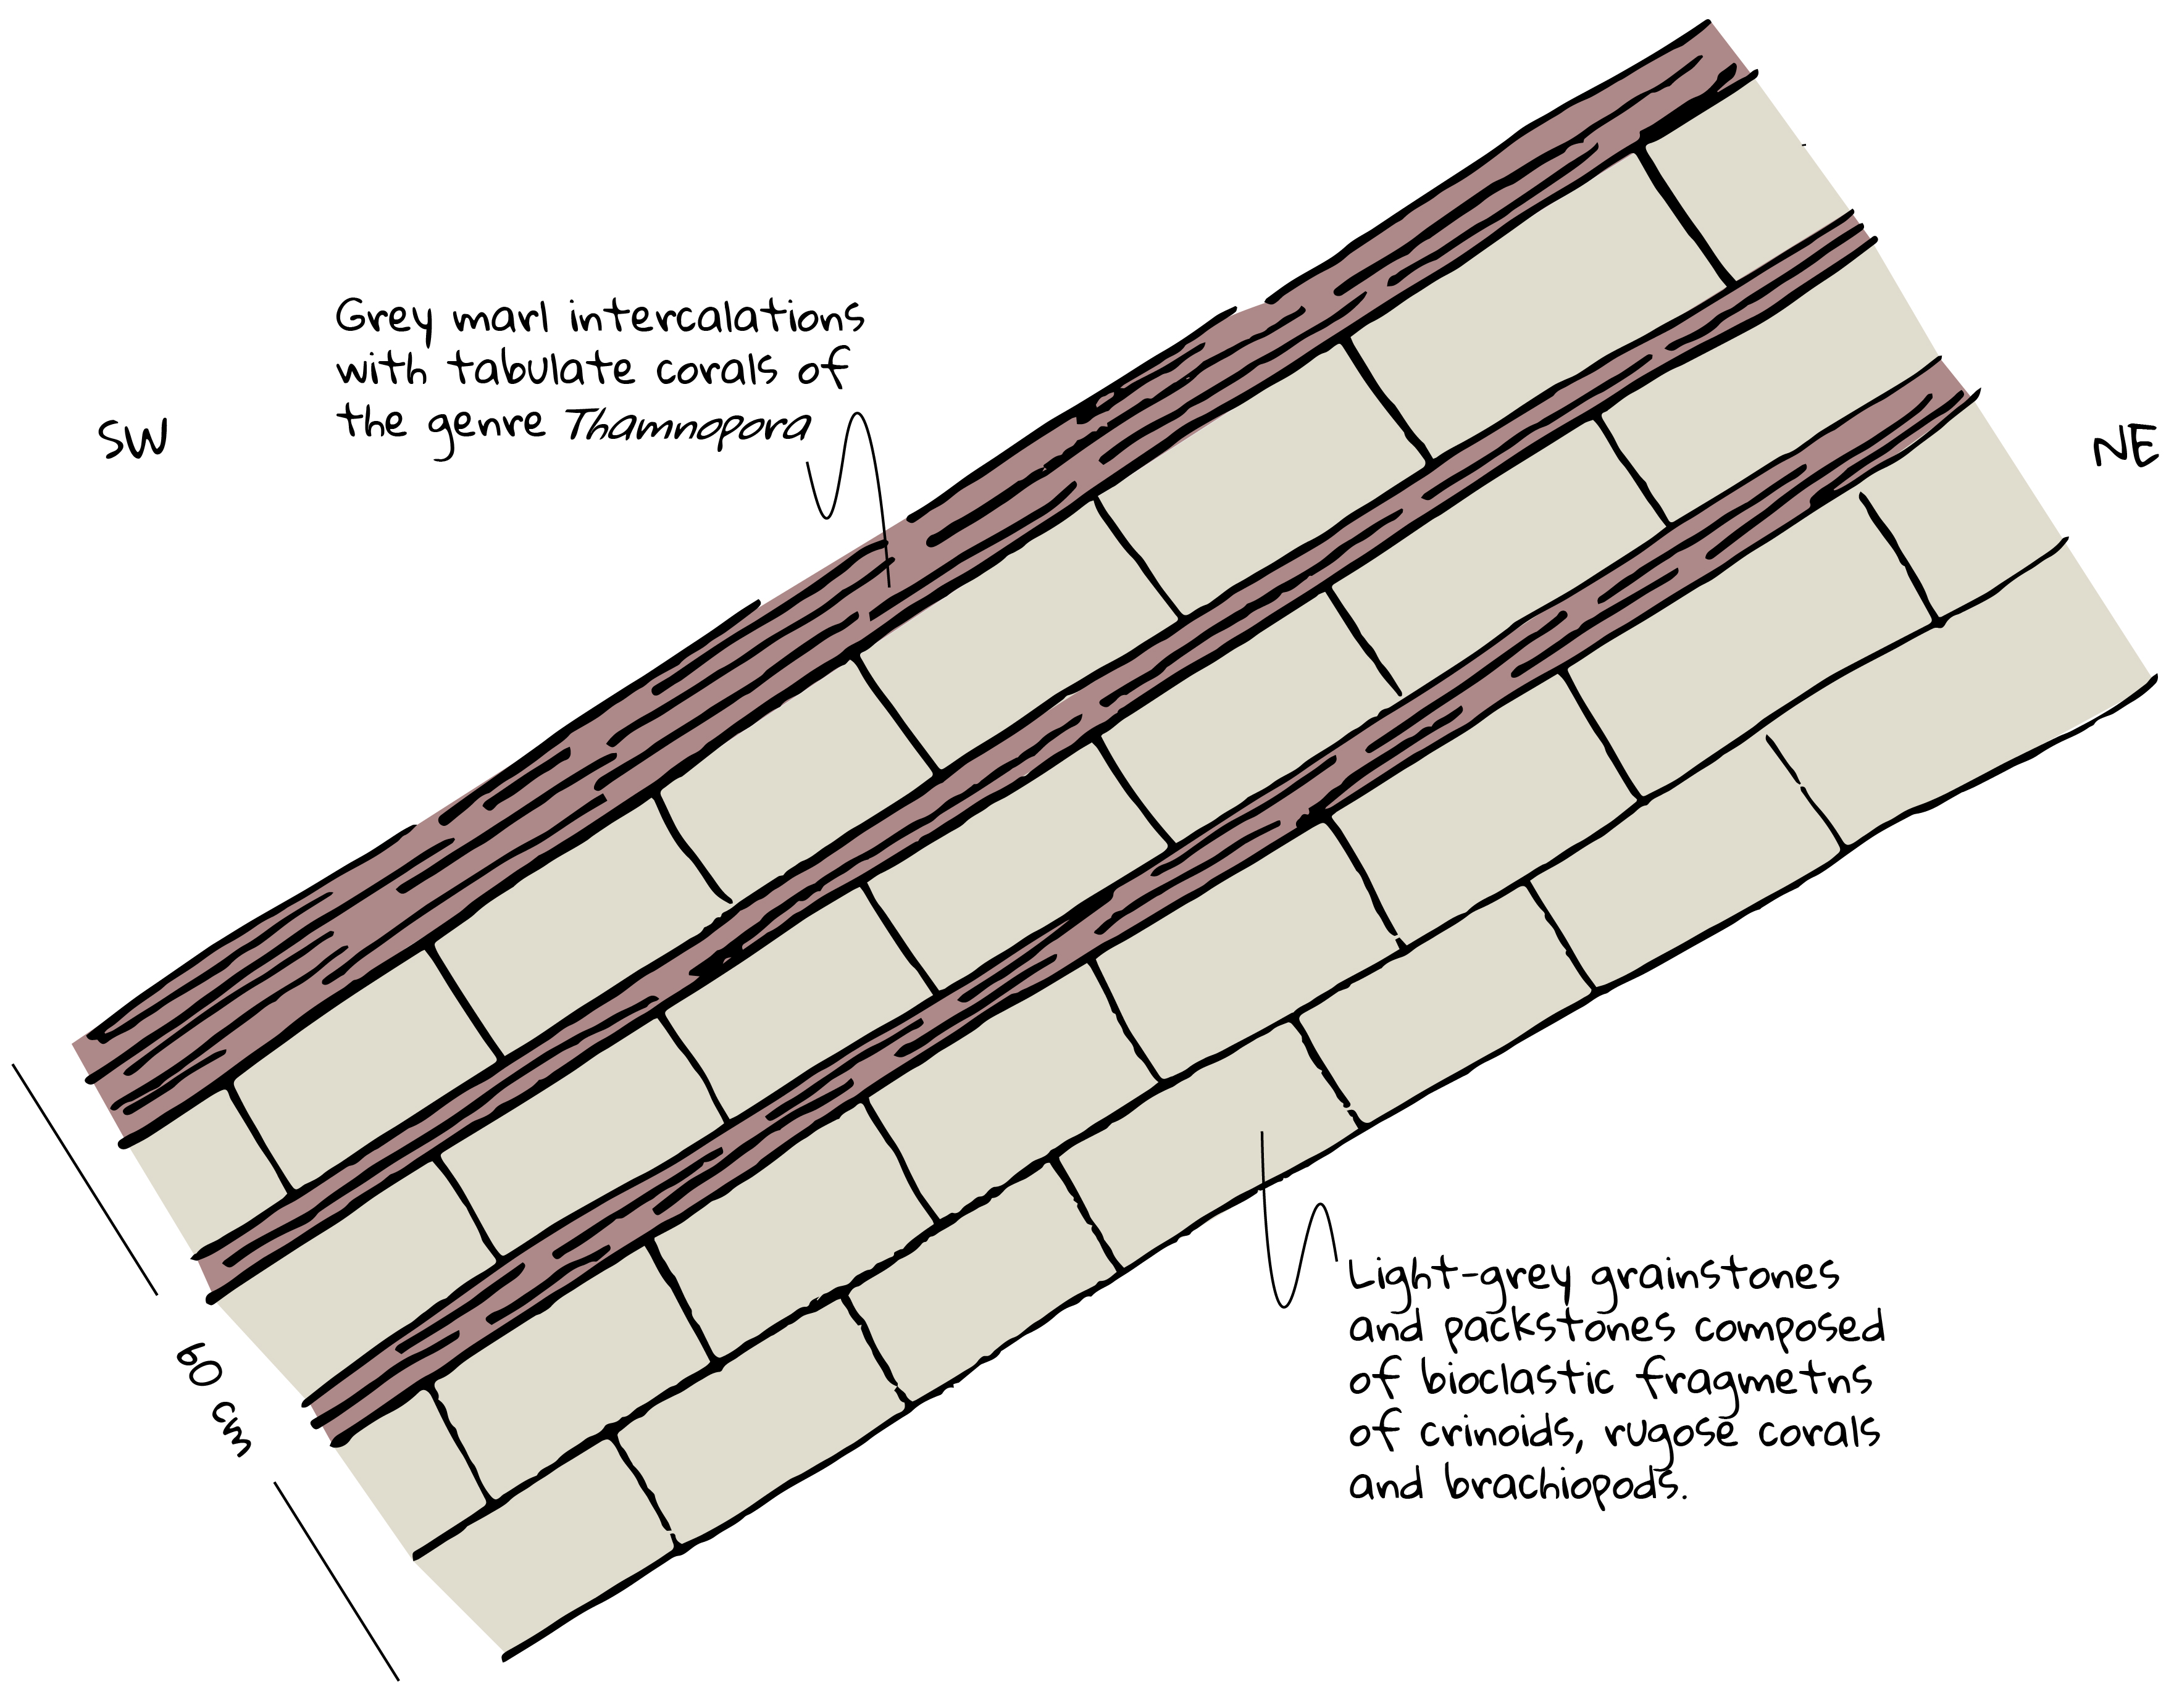 Grey marl intercalations
with tabulate corals of
the genre Thamnopora
SW
NE
60 cm
Light-grey grainstones
and packstones composed
of bioclastic fragmetns
of crinoids, rugose corals
and brachiopods.